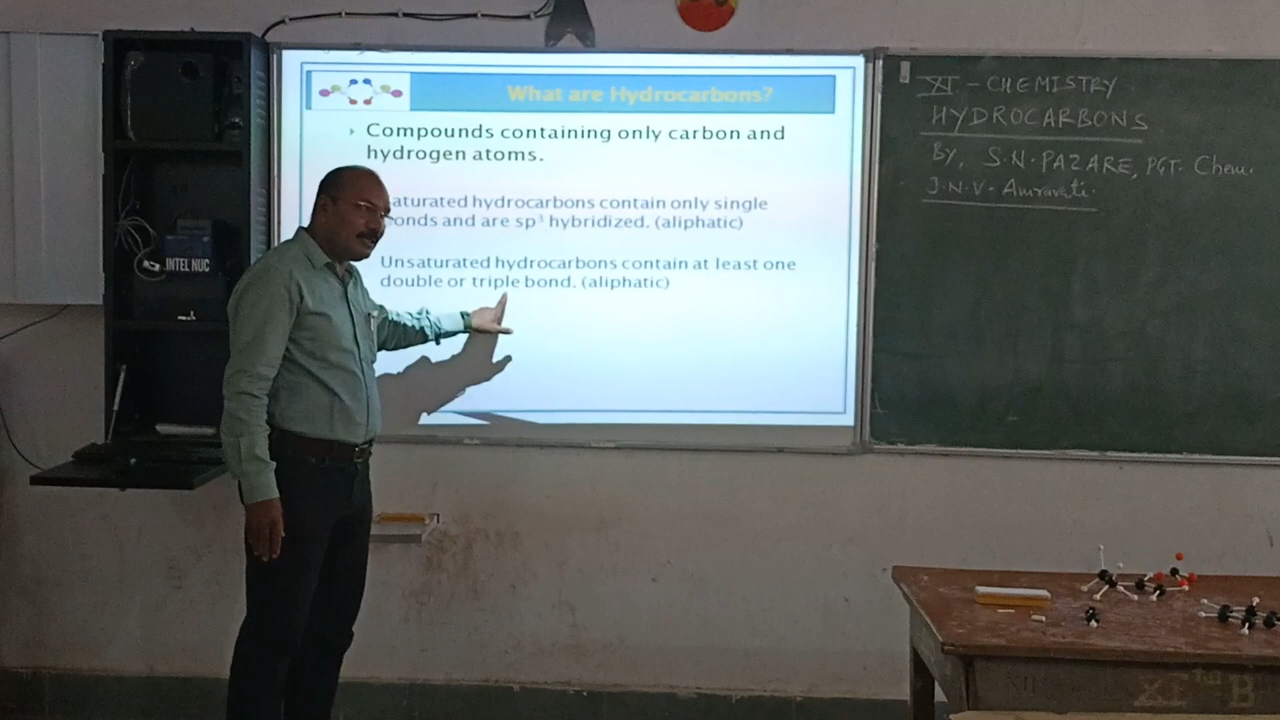 What are Hydrocarbons?
Compounds containing only carbon and
hydrogen atoms.
aturated hydrocarbons contain only single
onds and are sp³ hybridized. (aliphatic)
Unsaturated hydrocarbons contain at least one
double or triple bond. (aliphatic)
XI - CHEMISTRY
HYDROCARBONS
By, S.N. PAZARE, PGT. Chem.
J.N.V. Amravati.
INTEL NUC
XIth B